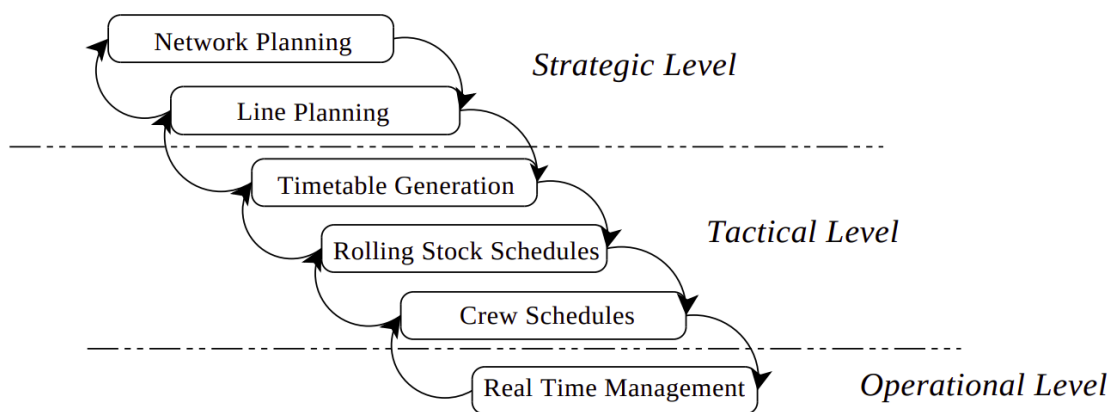 Network Planning
Strategic Level
Line Planning
Timetable Generation
Tactical Level
Rolling Stock Schedules
Crew Schedules
Real Time Management
Operational Level